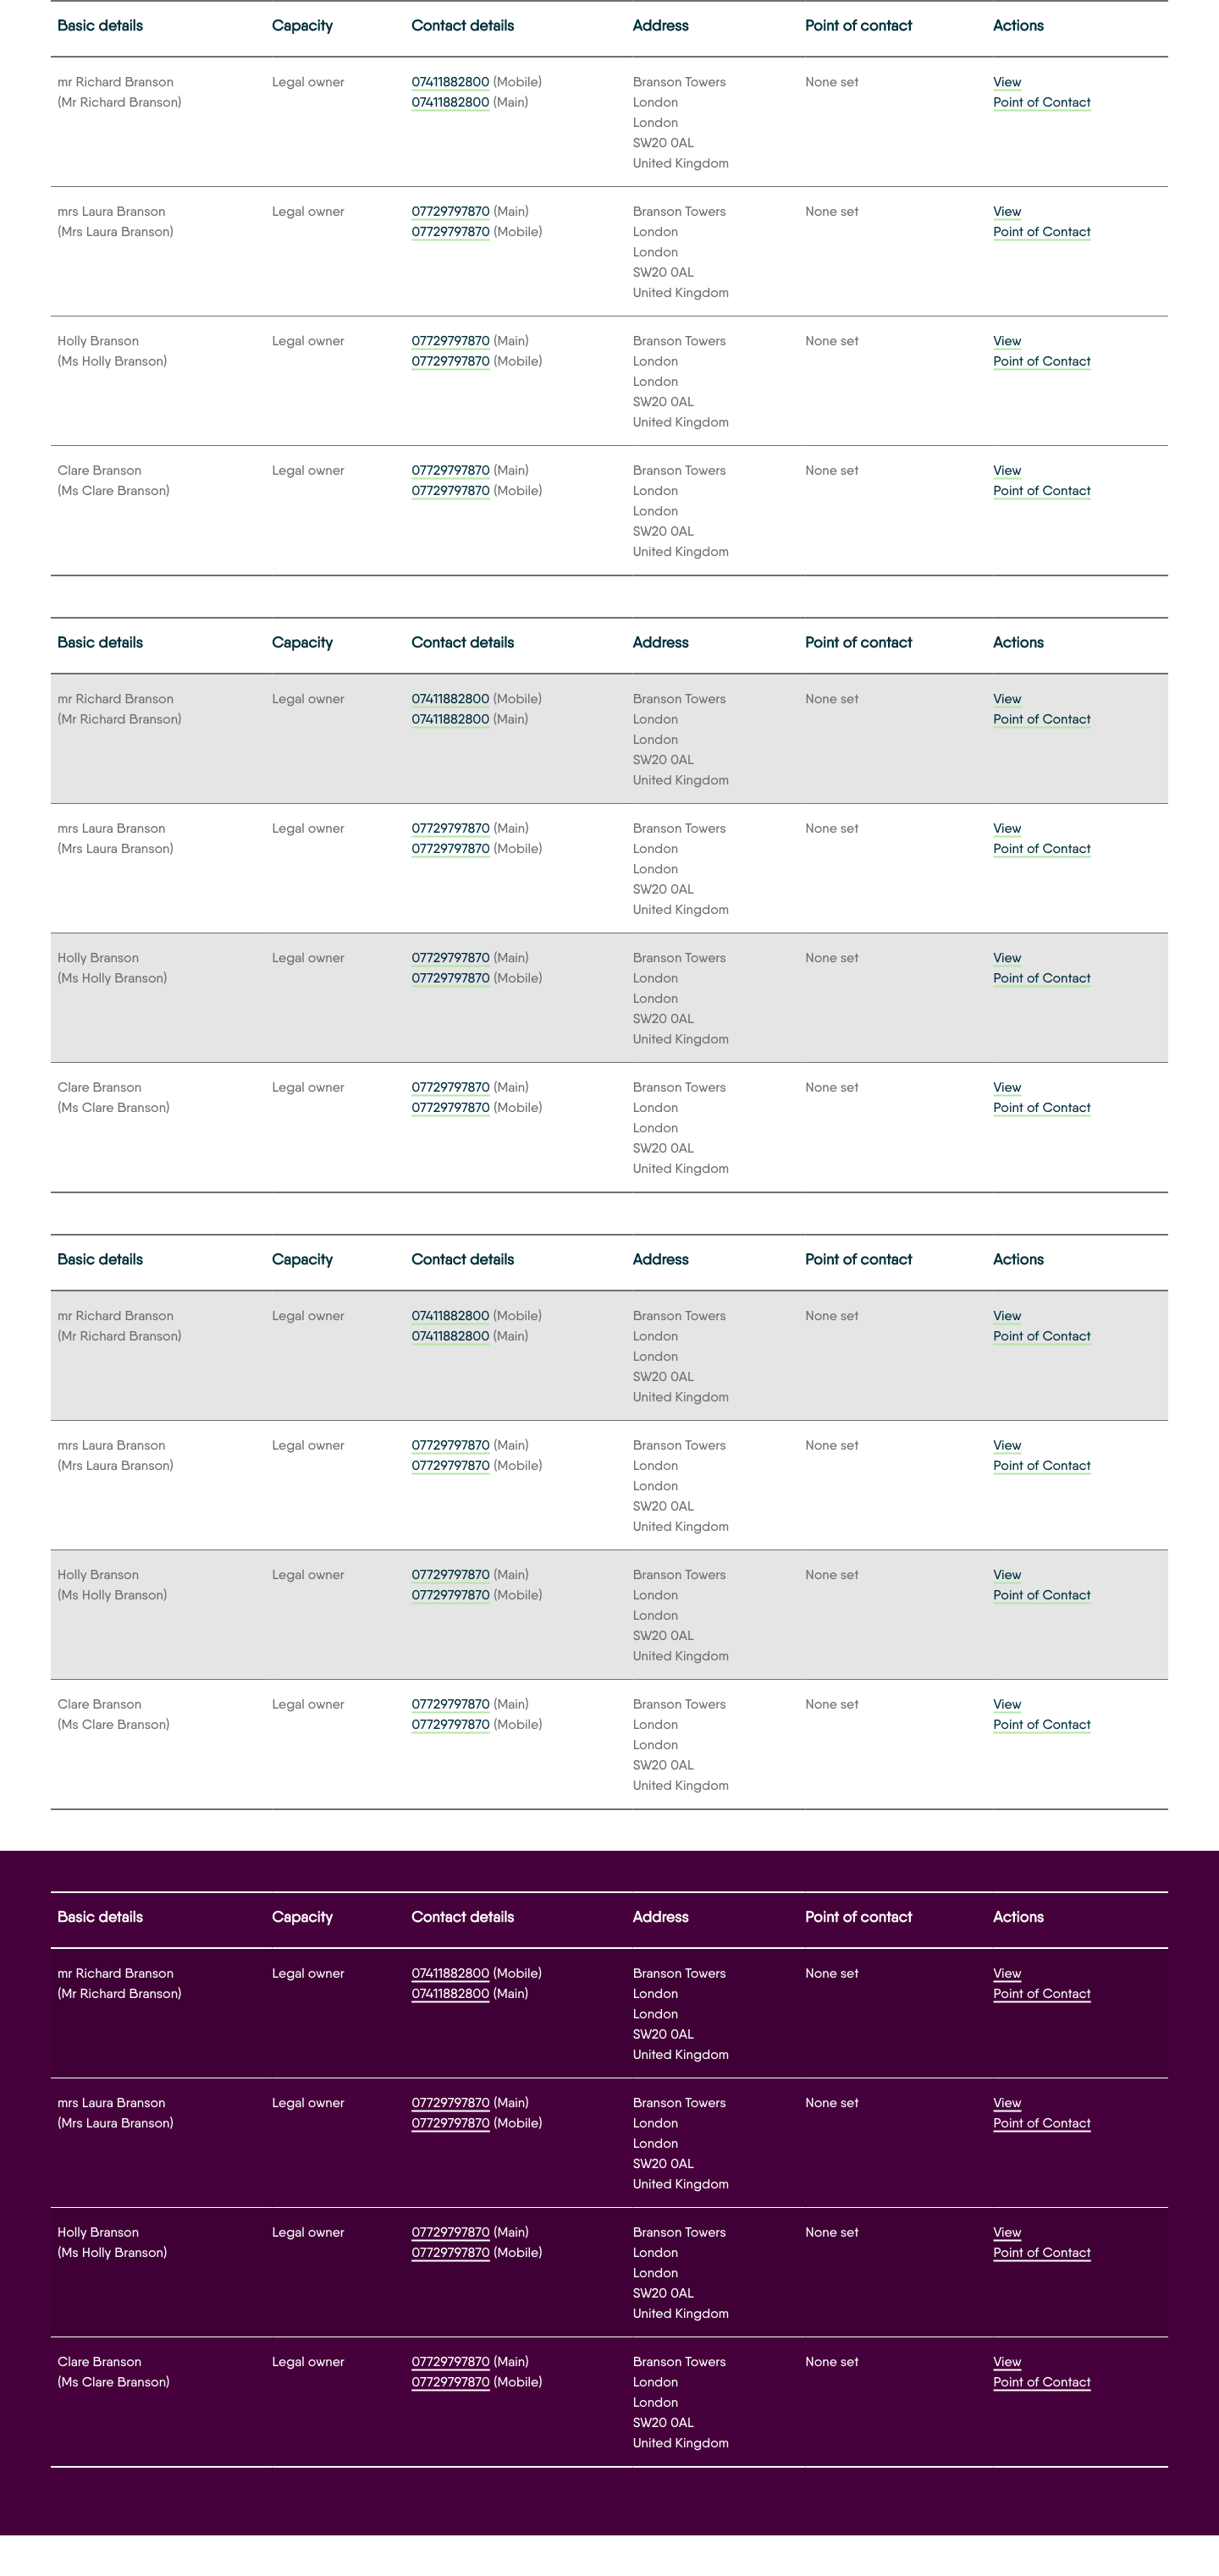 Basic details Capacity Contact details Address Point of contact Actions
mr Richard Branson Legal owner 07411882800 (Mobile) Branson Towers None set View
(Mr Richard Branson) 07411882800 (Main) London Point of Contact
London
SW20 0AL
United Kingdom
mrs Laura Branson Legal owner 07729797870 (Main) Branson Towers None set View
(Mrs Laura Branson) 07729797870 (Mobile) London Point of Contact
London
SW20 0AL
United Kingdom
Holly Branson Legal owner 07729797870 (Main) Branson Towers None set View
(Ms Holly Branson) 07729797870 (Mobile) London Point of Contact
London
SW20 0AL
United Kingdom
Clare Branson Legal owner 07729797870 (Main) Branson Towers None set View
(Ms Clare Branson) 07729797870 (Mobile) London Point of Contact
London
SW20 0AL
United Kingdom
Basic details Capacity Contact details Address Point of contact Actions
mr Richard Branson Legal owner 07411882800 (Mobile) Branson Towers None set View
(Mr Richard Branson) 07411882800 (Main) London Point of Contact
London
SW20 0AL
United Kingdom
mrs Laura Branson Legal owner 07729797870 (Main) Branson Towers None set View
(Mrs Laura Branson) 07729797870 (Mobile) London Point of Contact
London
SW20 0AL
United Kingdom
Holly Branson Legal owner 07729797870 (Main) Branson Towers None set View
(Ms Holly Branson) 07729797870 (Mobile) London Point of Contact
London
SW20 0AL
United Kingdom
Clare Branson Legal owner 07729797870 (Main) Branson Towers None set View
(Ms Clare Branson) 07729797870 (Mobile) London Point of Contact
London
SW20 0AL
United Kingdom
Basic details Capacity Contact details Address Point of contact Actions
mr Richard Branson Legal owner 07411882800 (Mobile) Branson Towers None set View
(Mr Richard Branson) 07411882800 (Main) London Point of Contact
London
SW20 0AL
United Kingdom
mrs Laura Branson Legal owner 07729797870 (Main) Branson Towers None set View
(Mrs Laura Branson) 07729797870 (Mobile) London Point of Contact
London
SW20 0AL
United Kingdom
Holly Branson Legal owner 07729797870 (Main) Branson Towers None set View
(Ms Holly Branson) 07729797870 (Mobile) London Point of Contact
London
SW20 0AL
United Kingdom
Clare Branson Legal owner 07729797870 (Main) Branson Towers None set View
(Ms Clare Branson) 07729797870 (Mobile) London Point of Contact
London
SW20 0AL
United Kingdom
Basic details Capacity Contact details Address Point of contact Actions
mr Richard Branson Legal owner 07411882800 (Mobile) Branson Towers None set View
(Mr Richard Branson) 07411882800 (Main) London Point of Contact
London
SW20 0AL
United Kingdom
mrs Laura Branson Legal owner 07729797870 (Main) Branson Towers None set View
(Mrs Laura Branson) 07729797870 (Mobile) London Point of Contact
London
SW20 0AL
United Kingdom
Holly Branson Legal owner 07729797870 (Main) Branson Towers None set View
(Ms Holly Branson) 07729797870 (Mobile) London Point of Contact
London
SW20 0AL
United Kingdom
Clare Branson Legal owner 07729797870 (Main) Branson Towers None set View
(Ms Clare Branson) 07729797870 (Mobile) London Point of Contact
London
SW20 0AL
United Kingdom